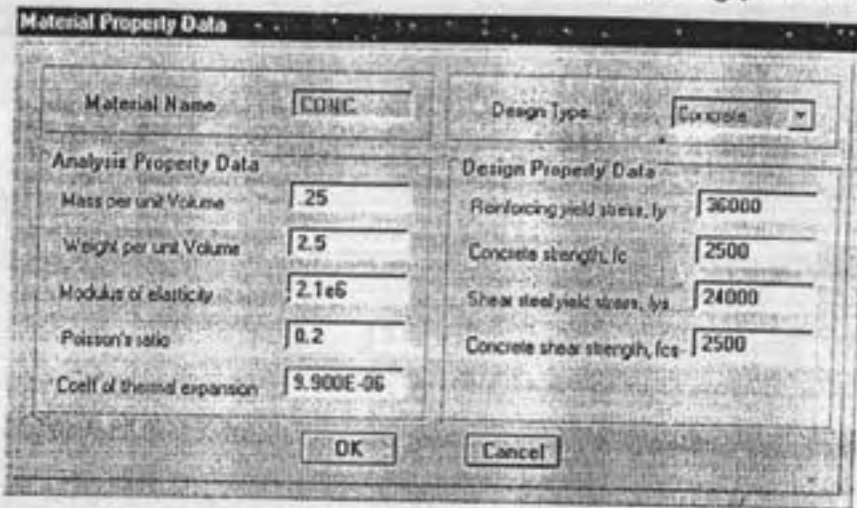 Material Property Data
Material Name CONC
Design Type Concrete
Analysis Property Data
Mass per unit Volume .25
Weight per unit Volume 2.5
Modulus of elasticity 2.1e6
Poisson's ratio 0.2
Coeff of thermal expansion 9.900E-06
Design Property Data
Reinforcing yield stress, fy 36000
Concrete strength, fc 2500
Shear steel yield stress, fys 24000
Concrete shear strength, fcs 2500
OK
Cancel